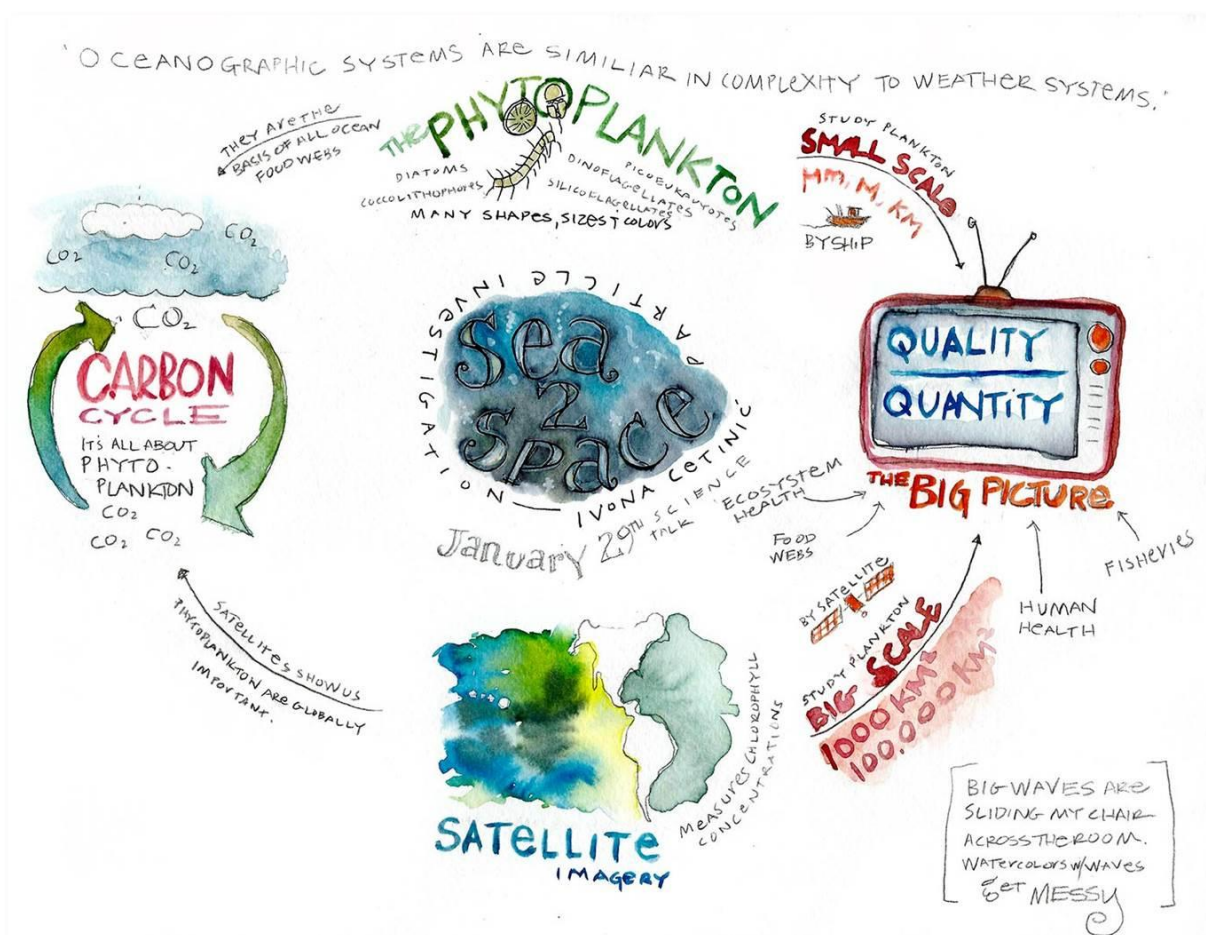 "OCEANOGRAPHIC SYSTEMS ARE SIMILIAR IN COMPLEXITY TO WEATHER SYSTEMS."
THEY ARE THE
BASIS OF ALL OCEAN
FOOD WEBS
THE PHYTOPLANKTON
DIATOMS
COCCOLITHOPHORES
DINOFLAGELLATES
SILICOFLAGELLATES
PICOEUKAUYOTES
MANY SHAPES, SIZES + COLORS
STUDY PLANKTON
SMALL SCALE
MM, M, KM
BY SHIP
CO2
CO2
CO2
CO2
CARBON
CYCLE
IT'S ALL ABOUT
PHYTO-
PLANKTON
CO2
CO2
CO2
SEA
2
SPACE
PARTICLE INVESTIGATION
IVONA CETINIĆ
January 29TH SCIENCE
TALK
QUALITY
QUANTITY
THE BIG PICTURE
ECOSYSTEM
HEALTH
FOOD
WEBS
HUMAN
HEALTH
FISHERIES
SATELLITES SHOW US
PHYTOPLANKTON ARE GLOBALLY
IMPORTANT.
SATELLITE
IMAGERY
MEASURES CHLOROPHYLL
CONCENTRATIONS
BY SATELLITE
STUDY PLANKTON
BIG SCALE
1000 KM²
100,000 KM²
BIG WAVES ARE
SLIDING MY CHAIR
ACROSS THE ROOM.
WATERCOLORS W/WAVES
GET MESSY